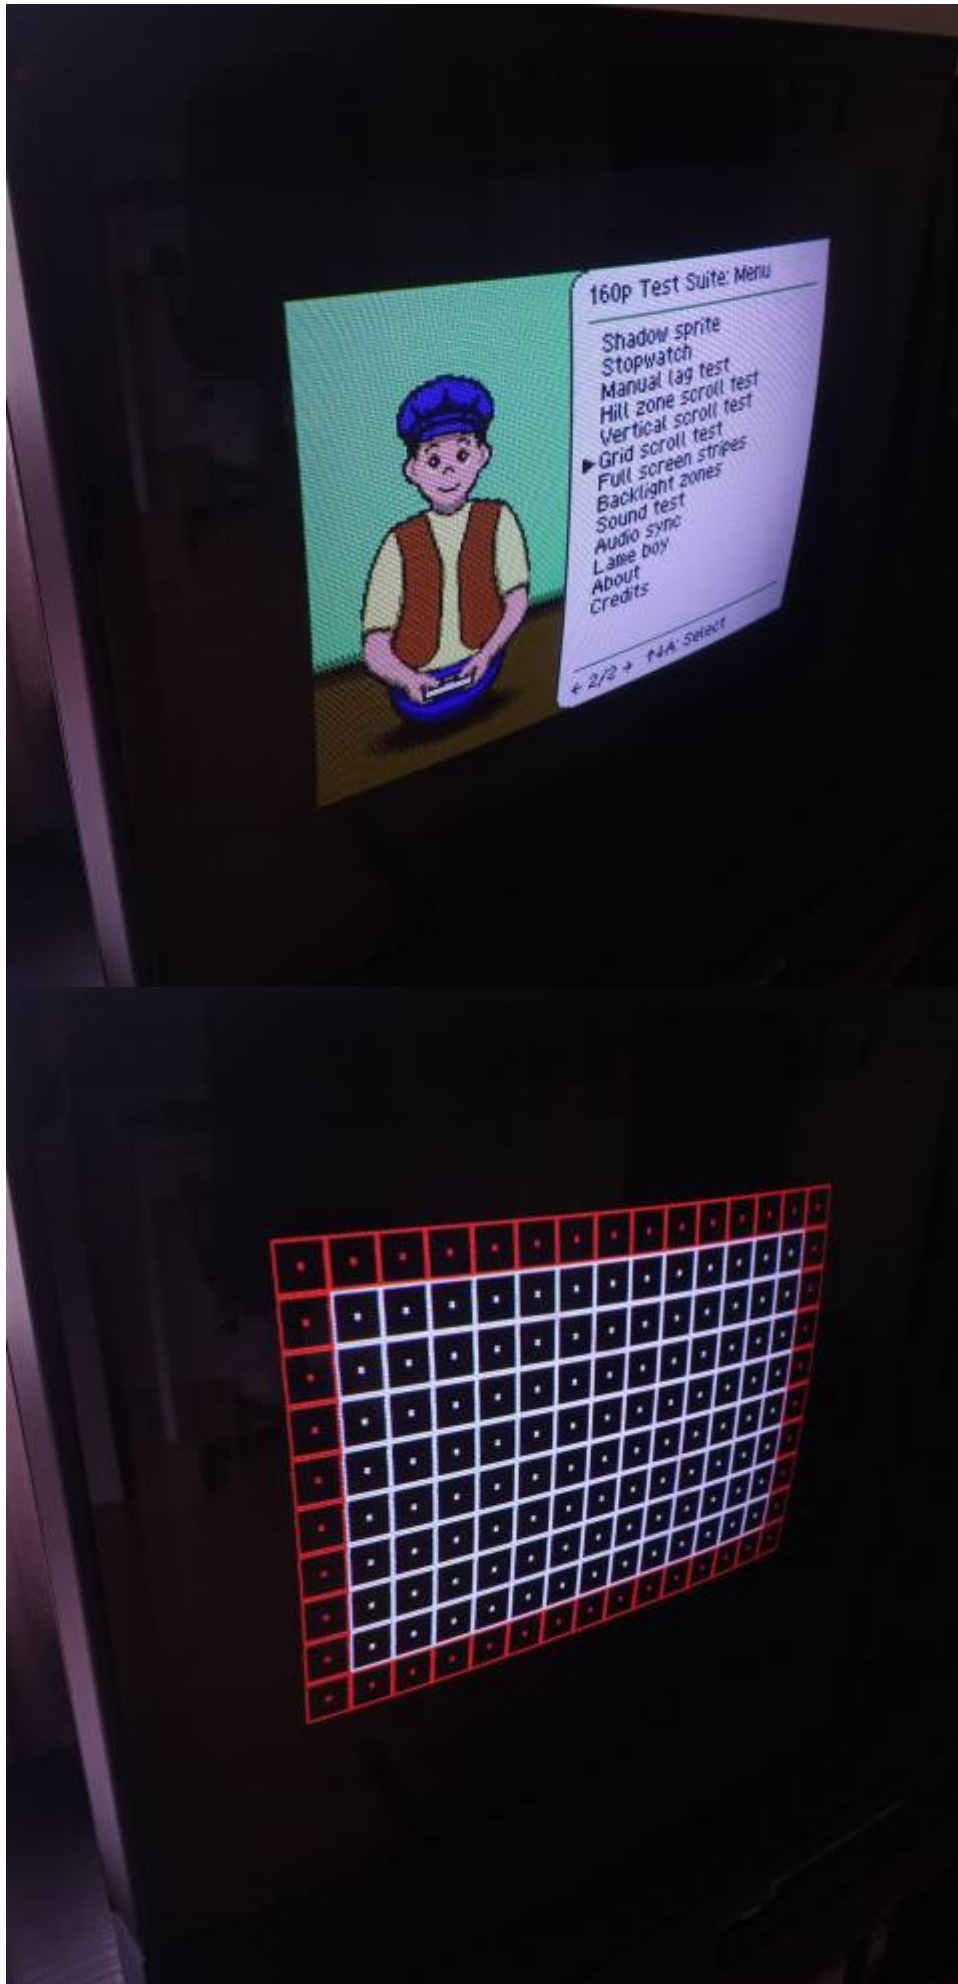 160p Test Suite: Menu
Shadow sprite
Stopwatch
Manual lag test
Hill zone scroll test
Vertical scroll test
▶Grid scroll test
Full screen stripes
Backlight zones
Sound test
Audio sync
Lame boy
About
Credits
← 2/2 → ↑↓A: Select